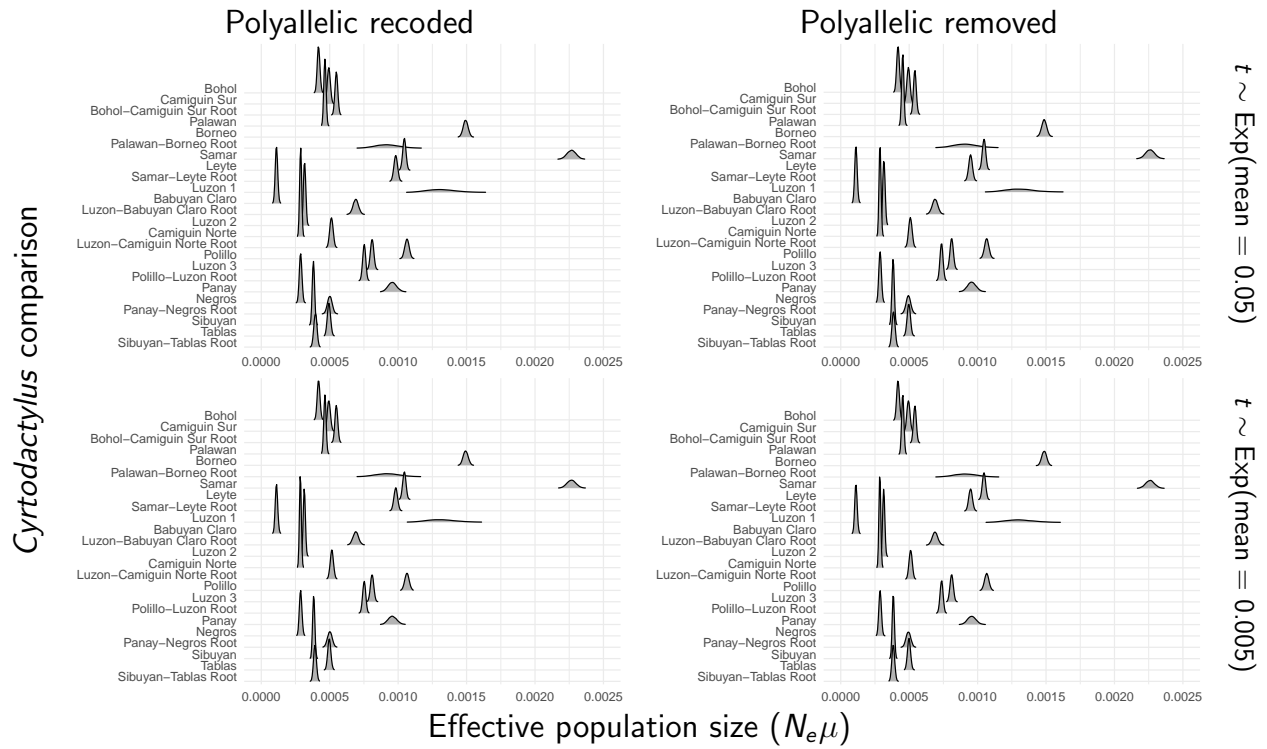 Polyallelic recoded
Polyallelic removed
Cyrtodactylus comparison
Bohol
Camiguin Sur
Bohol−Camiguin Sur Root
Palawan
Borneo
Palawan−Borneo Root
Samar
Leyte
Samar−Leyte Root
Luzon 1
Babuyan Claro
Luzon−Babuyan Claro Root
Luzon 2
Camiguin Norte
Luzon−Camiguin Norte Root
Polillo
Luzon 3
Polillo−Luzon Root
Panay
Negros
Panay−Negros Root
Sibuyan
Tablas
Sibuyan−Tablas Root
0.0000 0.0005 0.0010 0.0015 0.0020 0.0025
Bohol
Camiguin Sur
Bohol−Camiguin Sur Root
Palawan
Borneo
Palawan−Borneo Root
Samar
Leyte
Samar−Leyte Root
Luzon 1
Babuyan Claro
Luzon−Babuyan Claro Root
Luzon 2
Camiguin Norte
Luzon−Camiguin Norte Root
Polillo
Luzon 3
Polillo−Luzon Root
Panay
Negros
Panay−Negros Root
Sibuyan
Tablas
Sibuyan−Tablas Root
0.0000 0.0005 0.0010 0.0015 0.0020 0.0025
t ∼ Exp(mean = 0.05)
Bohol
Camiguin Sur
Bohol−Camiguin Sur Root
Palawan
Borneo
Palawan−Borneo Root
Samar
Leyte
Samar−Leyte Root
Luzon 1
Babuyan Claro
Luzon−Babuyan Claro Root
Luzon 2
Camiguin Norte
Luzon−Camiguin Norte Root
Polillo
Luzon 3
Polillo−Luzon Root
Panay
Negros
Panay−Negros Root
Sibuyan
Tablas
Sibuyan−Tablas Root
0.0000 0.0005 0.0010 0.0015 0.0020 0.0025
Bohol
Camiguin Sur
Bohol−Camiguin Sur Root
Palawan
Borneo
Palawan−Borneo Root
Samar
Leyte
Samar−Leyte Root
Luzon 1
Babuyan Claro
Luzon−Babuyan Claro Root
Luzon 2
Camiguin Norte
Luzon−Camiguin Norte Root
Polillo
Luzon 3
Polillo−Luzon Root
Panay
Negros
Panay−Negros Root
Sibuyan
Tablas
Sibuyan−Tablas Root
0.0000 0.0005 0.0010 0.0015 0.0020 0.0025
t ∼ Exp(mean = 0.005)
Effective population size (Nₑμ)